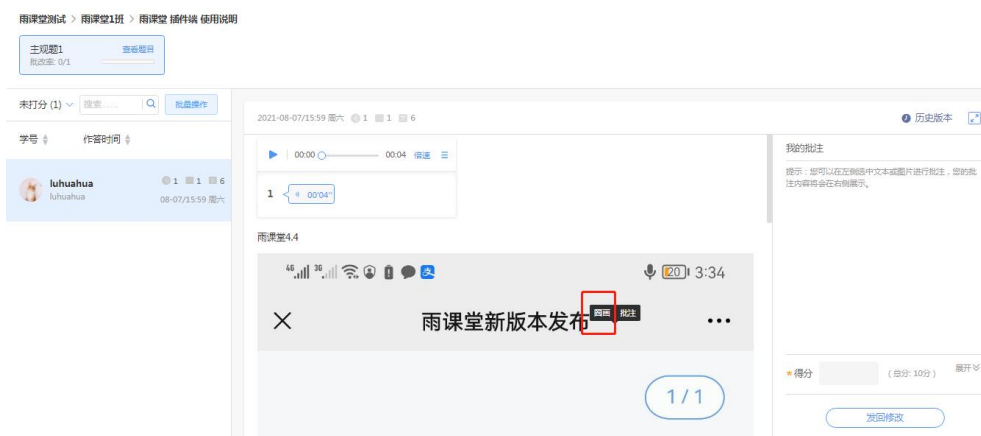 雨课堂测试 > 雨课堂1班 > 雨课堂 插件端 使用说明
主观题1 查看题目
批改率: 0/1
未打分 (1) 搜索...... 批量操作
学号 作答时间
luhuahua 1 1 6
luhuahua 08-07/15:59 周六
2021-08-07/15:59 周六 1 1 6
历史版本
00:00 00:04 倍速
1 00'04"
雨课堂4.4
46 36 20 3:34
雨课堂新版本发布 圈画 批注
1/1
我的批注
提示：您可以在左侧选中文本或图片进行批注，您的批
注内容将会在右侧展示。
*得分 (总分: 10分) 展开
发回修改